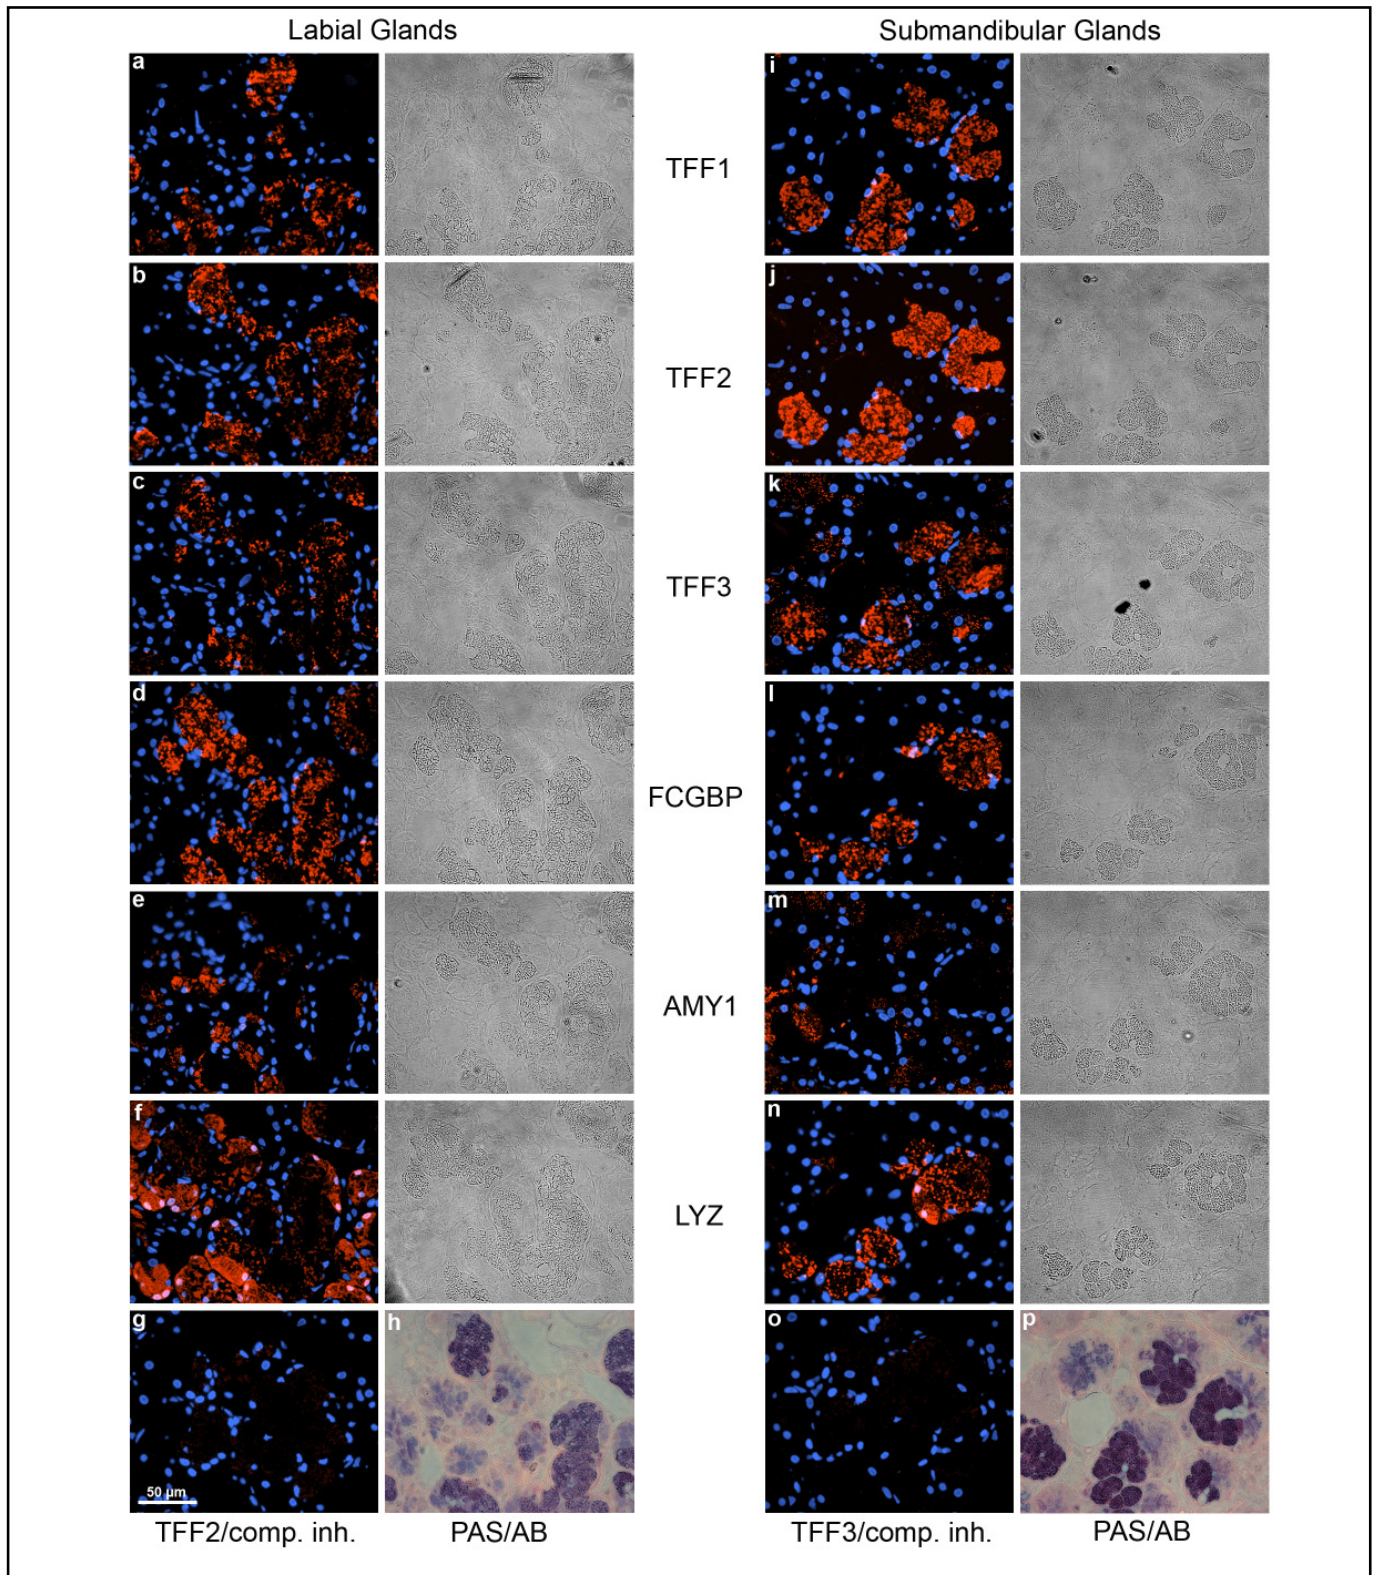 Labial Glands
Submandibular Glands
a
i
TFF1
b
j
TFF2
c
k
TFF3
d
l
FCGBP
e
m
AMY1
f
n
LYZ
g
h
o
p
50 µm
TFF2/comp. inh.
PAS/AB
TFF3/comp. inh.
PAS/AB